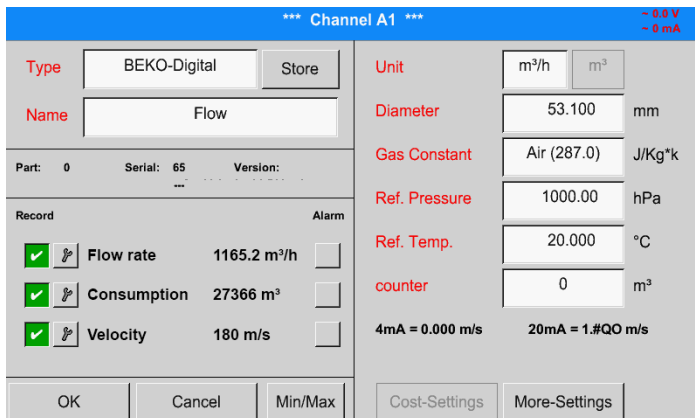 *** Channel A1 ***
~ 0.0 V
~ 0 mA
Type BEKO-Digital Store
Name Flow
Part: 0 Serial: 65 Version:
---
Record Alarm
Flow rate 1165.2 m³/h
Consumption 27366 m³
Velocity 180 m/s
OK Cancel Min/Max
Unit m³/h m³
Diameter 53.100 mm
Gas Constant Air (287.0) J/Kg*k
Ref. Pressure 1000.00 hPa
Ref. Temp. 20.000 °C
counter 0 m³
4mA = 0.000 m/s 20mA = 1.#QO m/s
Cost-Settings More-Settings